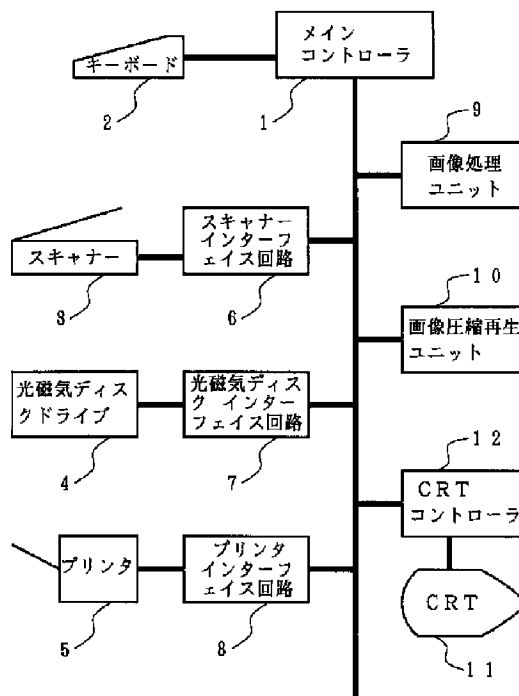 メイン
コントローラ
キーボード
2
1
9
画像処理
ユニット
スキャナー
インターフ
ェイス回路
スキャナー
3
6
10
画像圧縮再生
ユニット
光磁気ディス
クドライブ
光磁気ディス
ク インター
フェイス回路
4
7
12
CRT
コントローラ
プリンタ
プリンタ
インターフ
ェイス回路
5
8
CRT
11